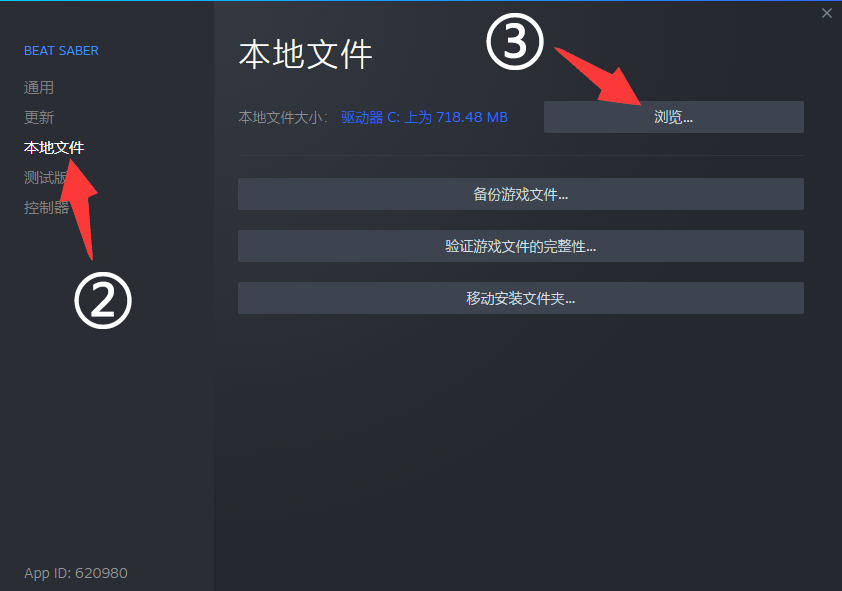 BEAT SABER
通用
更新
本地文件
测试版
控制器
②
App ID: 620980
本地文件
③
本地文件大小： 驱动器 C: 上为 718.48 MB
浏览...
备份游戏文件...
验证游戏文件的完整性...
移动安装文件夹...